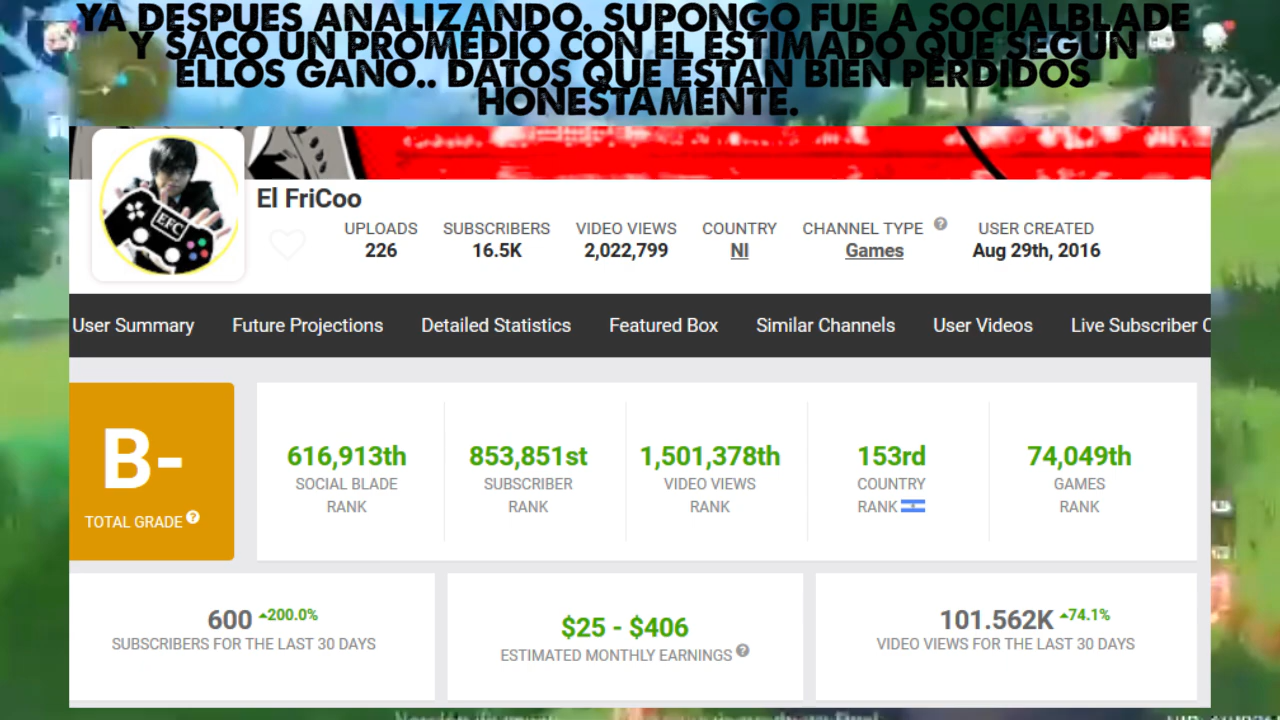 YA DESPUES ANALIZANDO. SUPONGO FUE A SOCIALBLADE
Y SACO UN PROMEDIO CON EL ESTIMADO QUE SEGUN
ELLOS GANO.. DATOS QUE ESTAN BIEN PERDIDOS
HONESTAMENTE.
EFC
El FriCoo
UPLOADS SUBSCRIBERS VIDEO VIEWS COUNTRY CHANNEL TYPE ? USER CREATED
226 16.5K 2,022,799 NI Games Aug 29th, 2016
User Summary Future Projections Detailed Statistics Featured Box Similar Channels User Videos Live Subscriber C
B-
TOTAL GRADE ?
616,913th 853,851st 1,501,378th 153rd 74,049th
SOCIAL BLADE SUBSCRIBER VIDEO VIEWS COUNTRY GAMES
RANK RANK RANK RANK RANK
600 200.0% $25 - $406 101.562K 74.1%
SUBSCRIBERS FOR THE LAST 30 DAYS ESTIMATED MONTHLY EARNINGS ? VIDEO VIEWS FOR THE LAST 30 DAYS